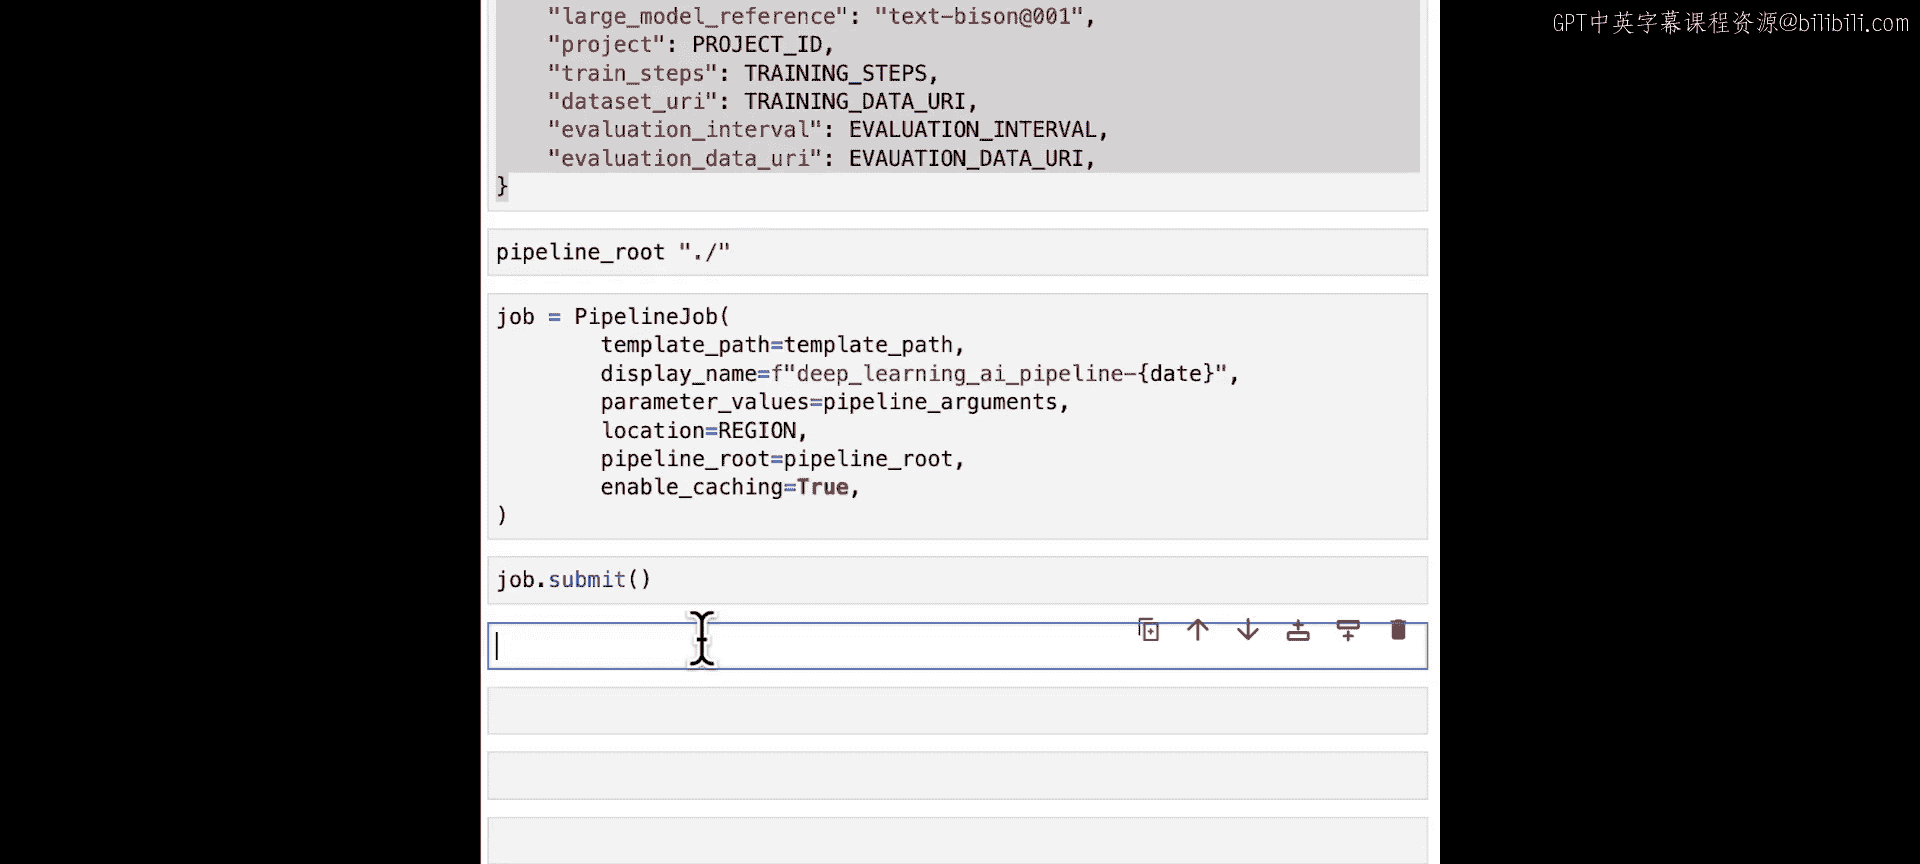 GPT中英字幕课程资源@bilibili.com
"large_model_reference": "text-bison@001",
"project": PROJECT_ID,
"train_steps": TRAINING_STEPS,
"dataset_uri": TRAINING_DATA_URI,
"evaluation_interval": EVALUATION_INTERVAL,
"evaluation_data_uri": EVAUATION_DATA_URI,
}
pipeline_root "./"
job = PipelineJob(
template_path=template_path,
display_name=f"deep_learning_ai_pipeline-{date}",
parameter_values=pipeline_arguments,
location=REGION,
pipeline_root=pipeline_root,
enable_caching=True,
)
job.submit()